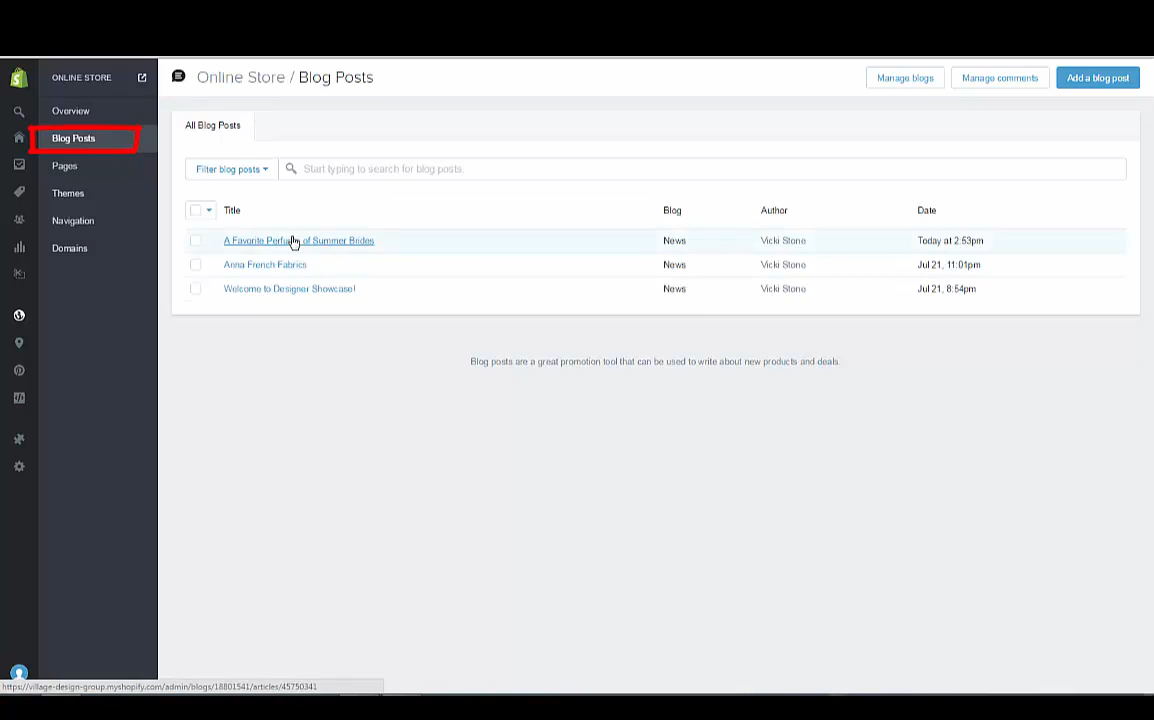 ONLINE STORE
Online Store / Blog Posts
Manage blogs
Manage comments
Add a blog post
Overview
Blog Posts
Pages
Themes
Navigation
Domains
All Blog Posts
Filter blog posts
Start typing to search for blog posts.
Title Blog Author Date
A Favorite of Summer Brides News Vicki Stone Today at 2:53pm
Anna French Fabrics News Vicki Stone Jul 21, 11:01pm
Welcome to Designer Showcase! News Vicki Stone Jul 21, 8:54pm
Blog posts are a great promotion tool that can be used to write about new products and deals.
https://village-design-group.myshopify.com/admin/blogs/18801541/articles/45750341